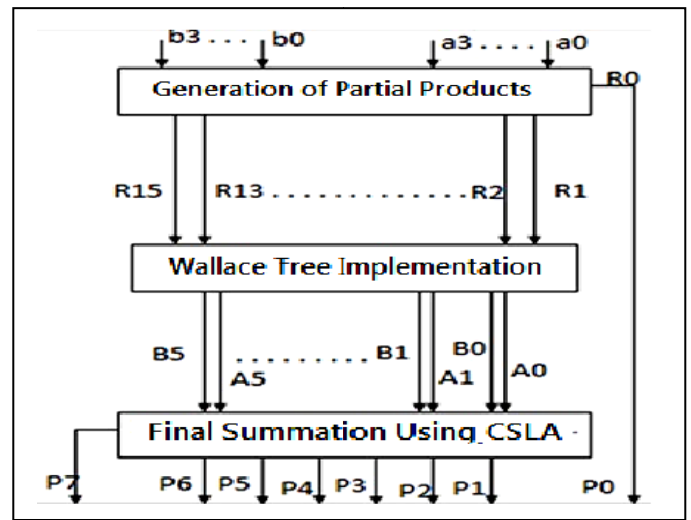 b3 . . . . b0 a3 . . . . a0
Generation of Partial Products
R0
R15 R13 . . . . . . . . . . . . . . R2 R1
Wallace Tree Implementation
B5 . . . . . . . . . B1 B0
A5 A1 A0
Final Summation Using CSLA
P7 P6 P5 P4 P3 P2 P1 P0